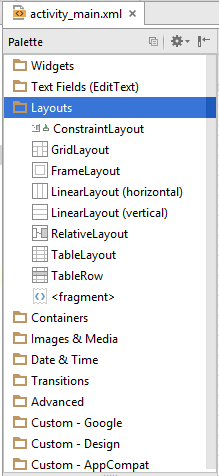 activity_main.xml
Palette
Widgets
Text Fields (EditText)
Layouts
ConstraintLayout
GridLayout
FrameLayout
LinearLayout (horizontal)
LinearLayout (vertical)
RelativeLayout
TableLayout
TableRow
<fragment>
Containers
Images & Media
Date & Time
Transitions
Advanced
Custom - Google
Custom - Design
Custom - AppCompat